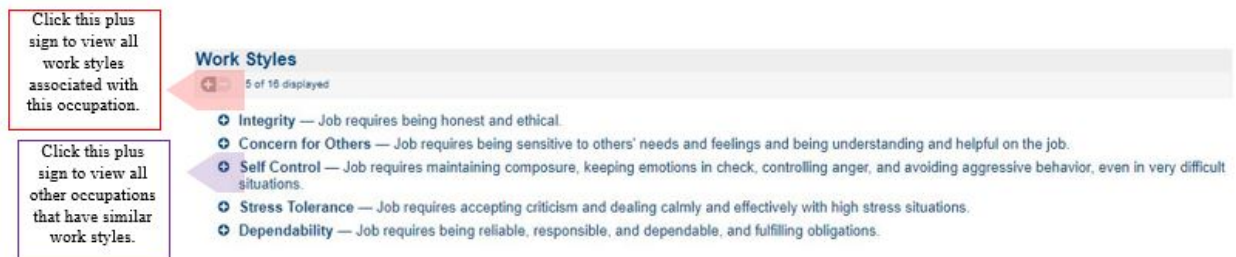 Click this plus
sign to view all
work styles
associated with
this occupation.
Work Styles
5 of 16 displayed
Integrity — Job requires being honest and ethical.
Concern for Others — Job requires being sensitive to others' needs and feelings and being understanding and helpful on the job.
Click this plus
sign to view all
other occupations
that have similar
work styles.
Self Control — Job requires maintaining composure, keeping emotions in check, controlling anger, and avoiding aggressive behavior, even in very difficult
situations.
Stress Tolerance — Job requires accepting criticism and dealing calmly and effectively with high stress situations.
Dependability — Job requires being reliable, responsible, and dependable, and fulfilling obligations.